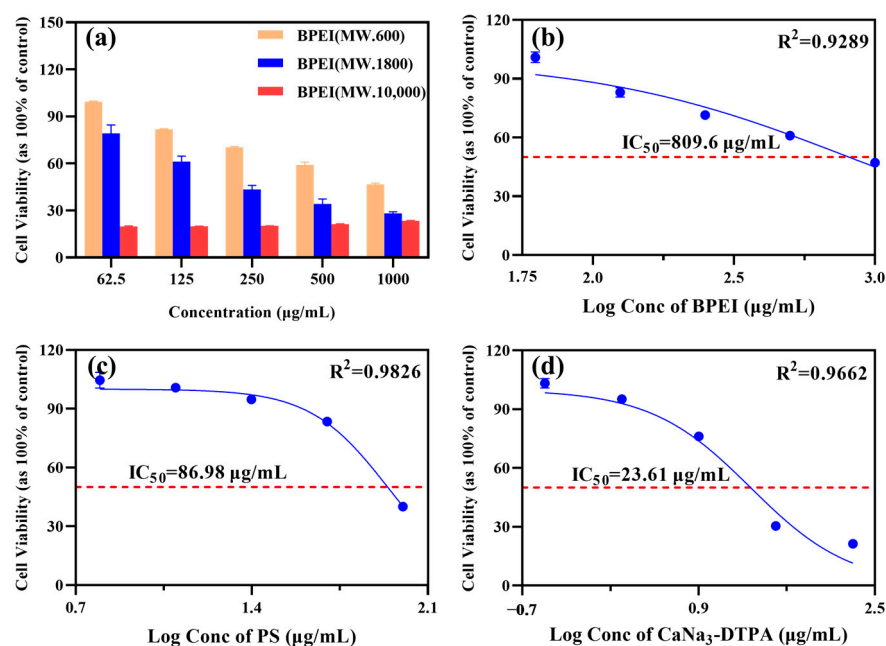 (a)
BPEI(MW.600)
BPEI(MW.1800)
BPEI(MW.10,000)
Cell Viability (as 100% of control)
150
120
90
60
30
0
62.5 125 250 500 1000
Concentration (μg/mL)
(b)
R²=0.9289
IC₅₀=809.6 μg/mL
Cell Viability (as 100% of control)
120
90
60
30
0
1.75 2.0 2.5 3.0
Log Conc of BPEI (μg/mL)
(c)
R²=0.9826
IC₅₀=86.98 μg/mL
Cell Viability (as 100% of control)
120
90
60
30
0
0.7 1.4 2.1
Log Conc of PS (μg/mL)
(d)
R²=0.9662
IC₅₀=23.61 μg/mL
Cell Viability (as 100% of control)
120
90
60
30
0
−0.7 0.9 2.5
Log Conc of CaNa₃-DTPA (μg/mL)